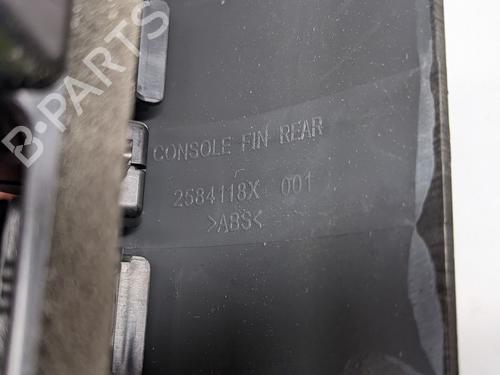 B-PARTS
CONSOLE FIN REAR
2584118X 001
>ABS<